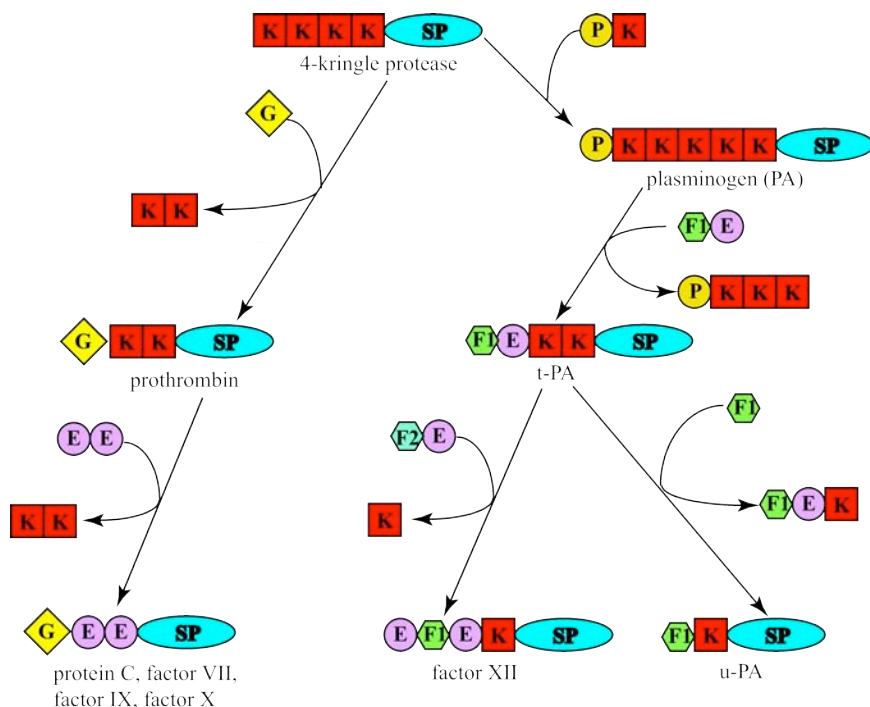 K K K K SP P K
4-kringle protease
G
P K K K K K SP
plasminogen (PA)
K K
F1 E
P K K K
G K K SP
F1 E K K SP
prothrombin
t-PA
F1
E E
F2 E
F1 E K
K K
K
G E E SP
E F1 E K SP
F1 K SP
protein C, factor VII,
factor IX, factor X
factor XII
u-PA